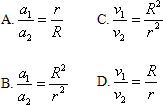 A. a₁/a₂ = r/R
C. v₁/v₂ = R²/r²
B. a₁/a₂ = R²/r²
D. v₁/v₂ = R/r